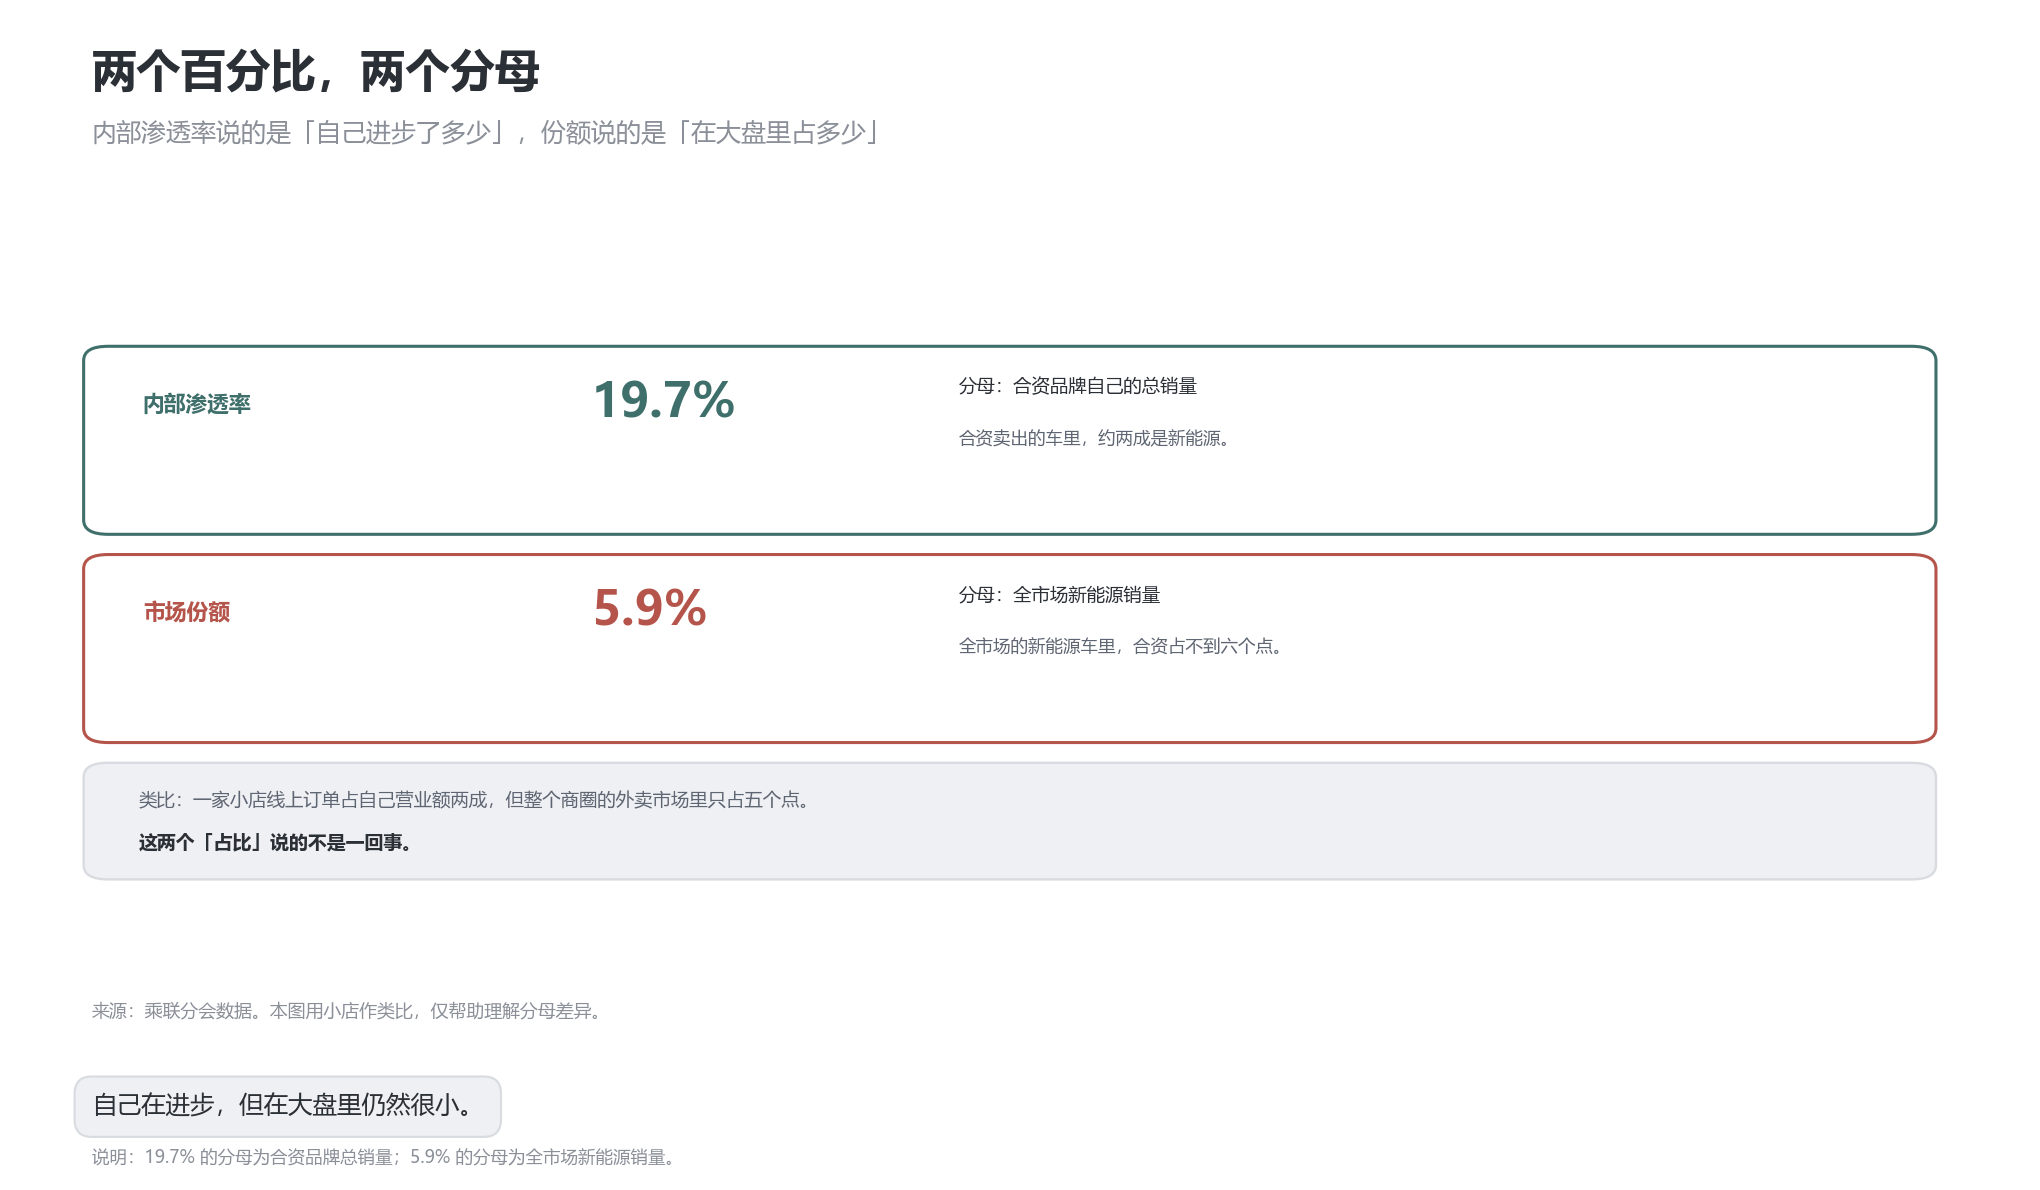 两个百分比，两个分母
内部渗透率说的是「自己进步了多少」，份额说的是「在大盘里占多少」
内部渗透率
19.7%
分母：合资品牌自己的总销量
合资卖出的车里，约两成是新能源。
市场份额
5.9%
分母：全市场新能源销量
全市场的新能源车里，合资占不到六个点。
类比：一家小店线上订单占自己营业额两成，但整个商圈的外卖市场里只占五个点。
这两个「占比」说的不是一回事。
来源：乘联分会数据。本图用小店作类比，仅帮助理解分母差异。
自己在进步，但在大盘里仍然很小。
说明：19.7% 的分母为合资品牌总销量；5.9% 的分母为全市场新能源销量。